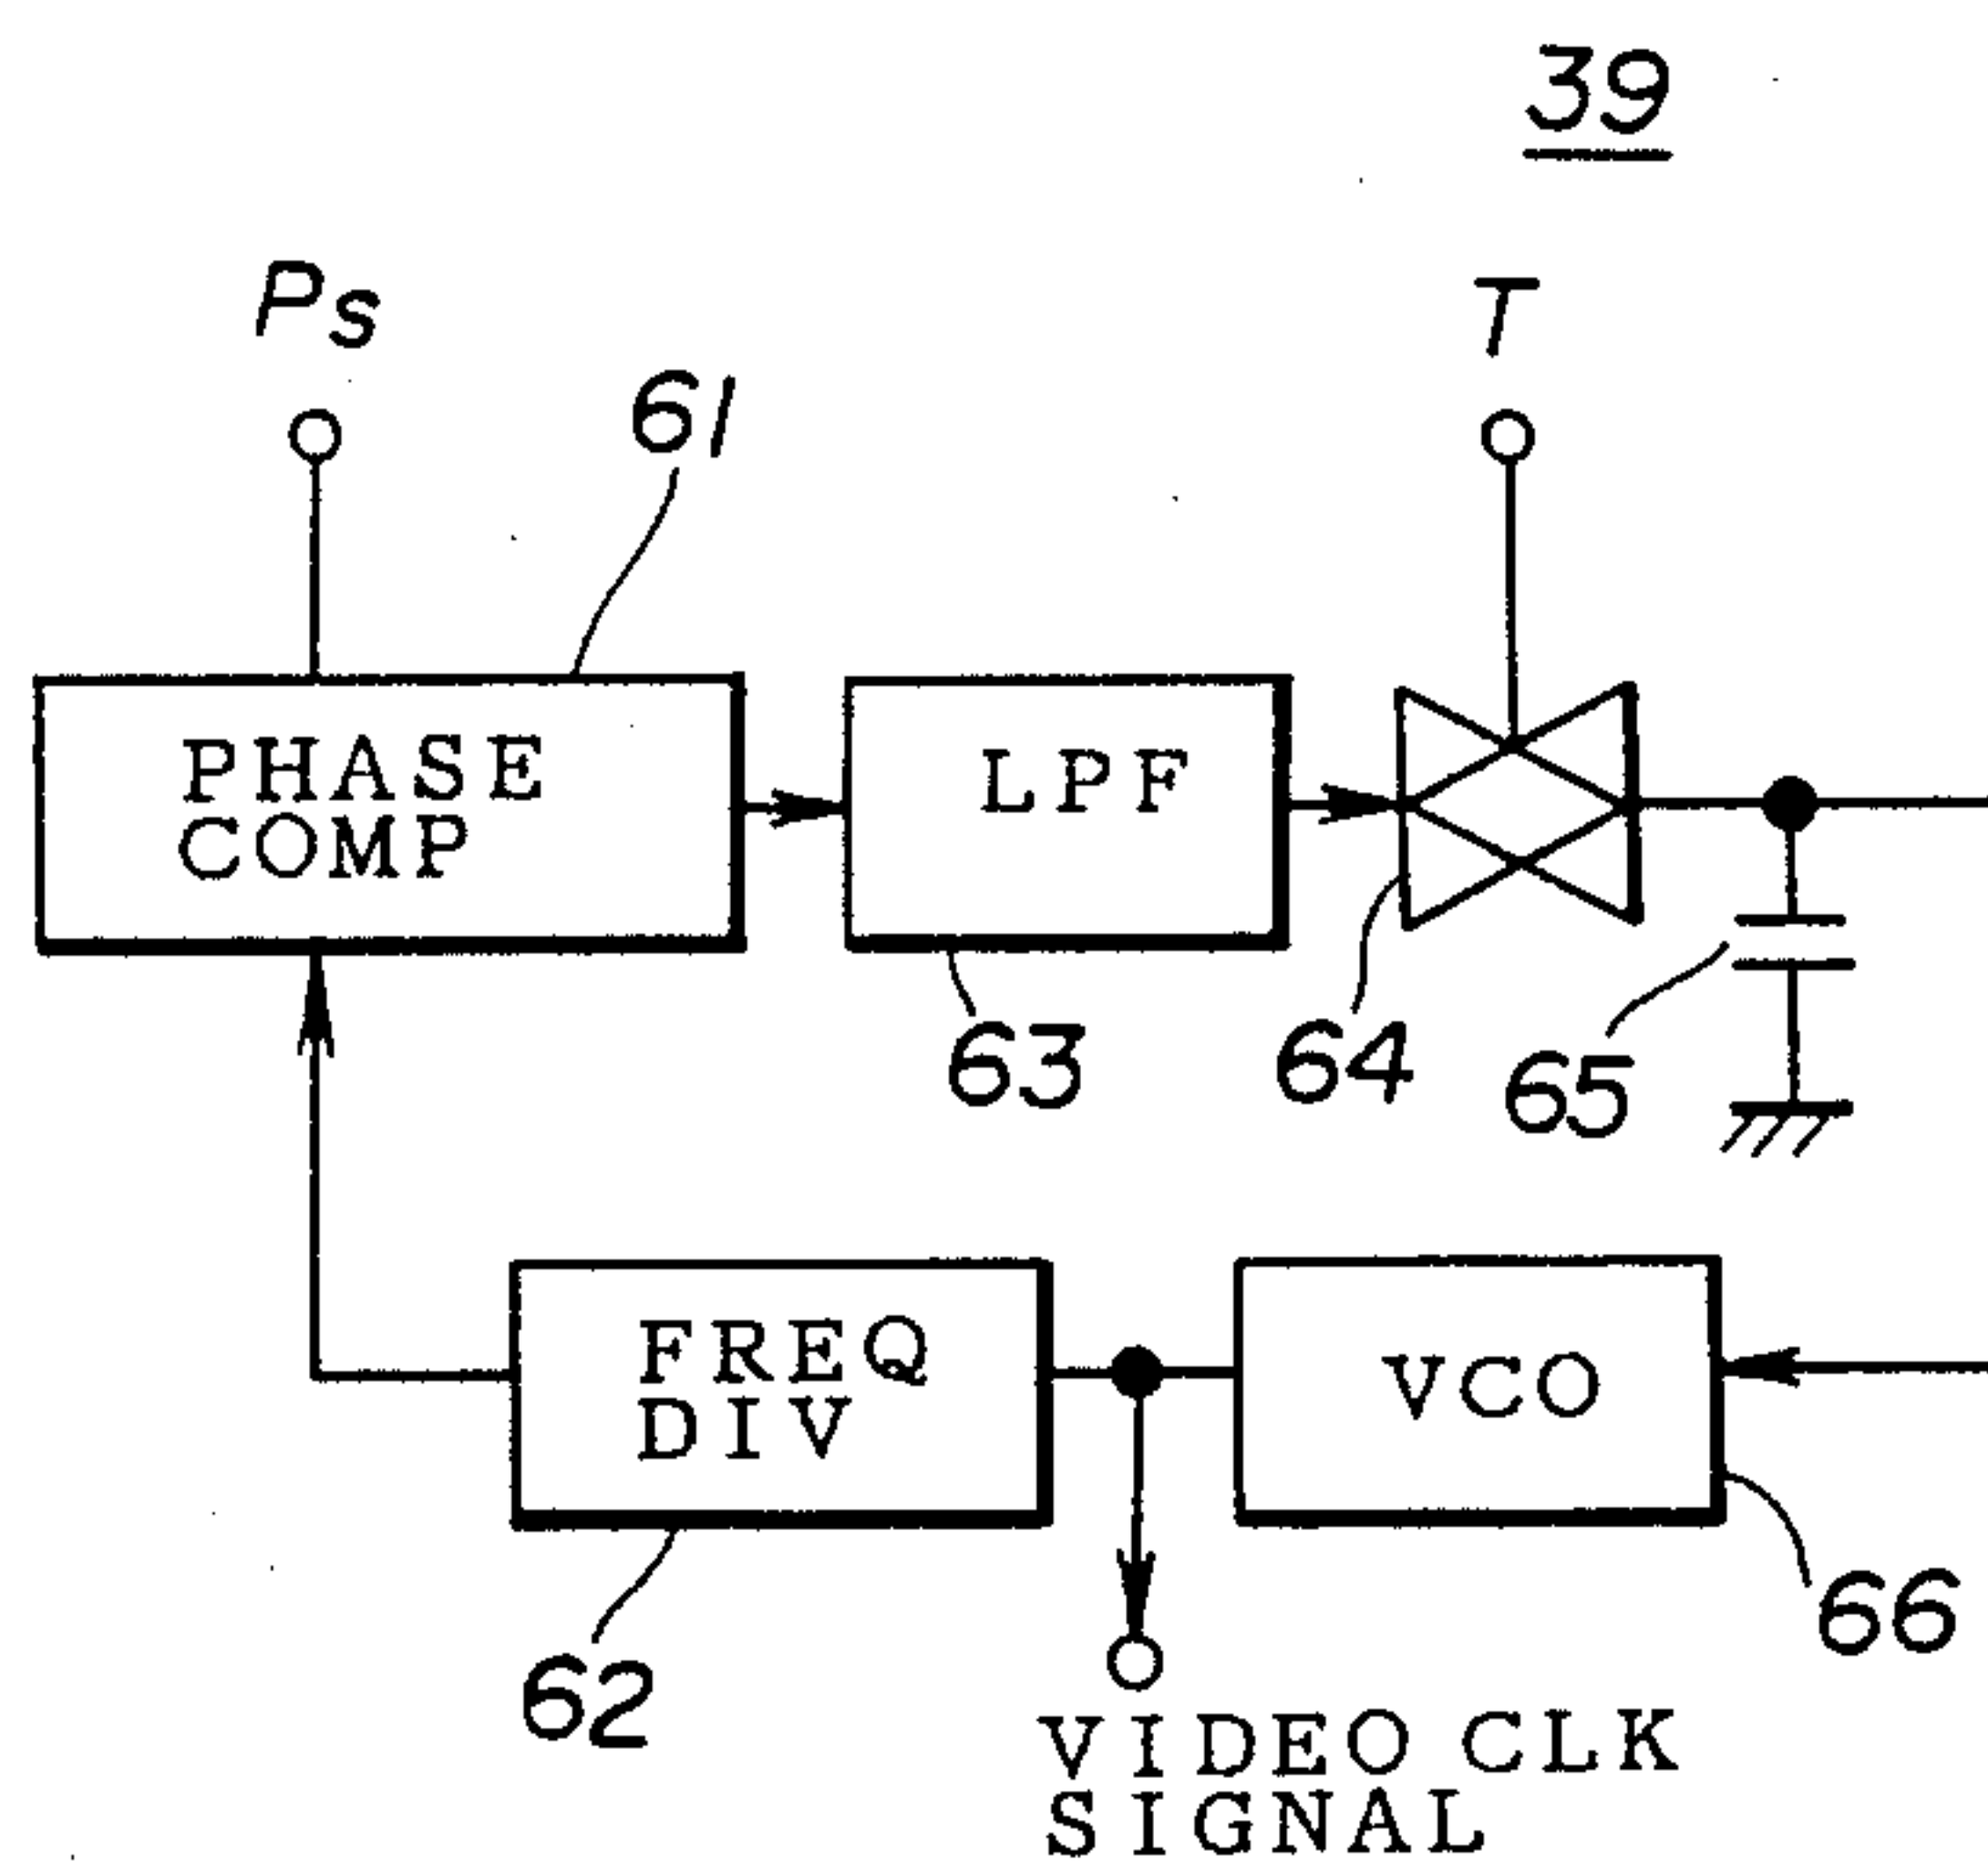 39
Ps
T
61
PHASE
COMP
LPF
63
64
65
FREQ
DIV
VCO
62
66
VIDEO CLK
SIGNAL